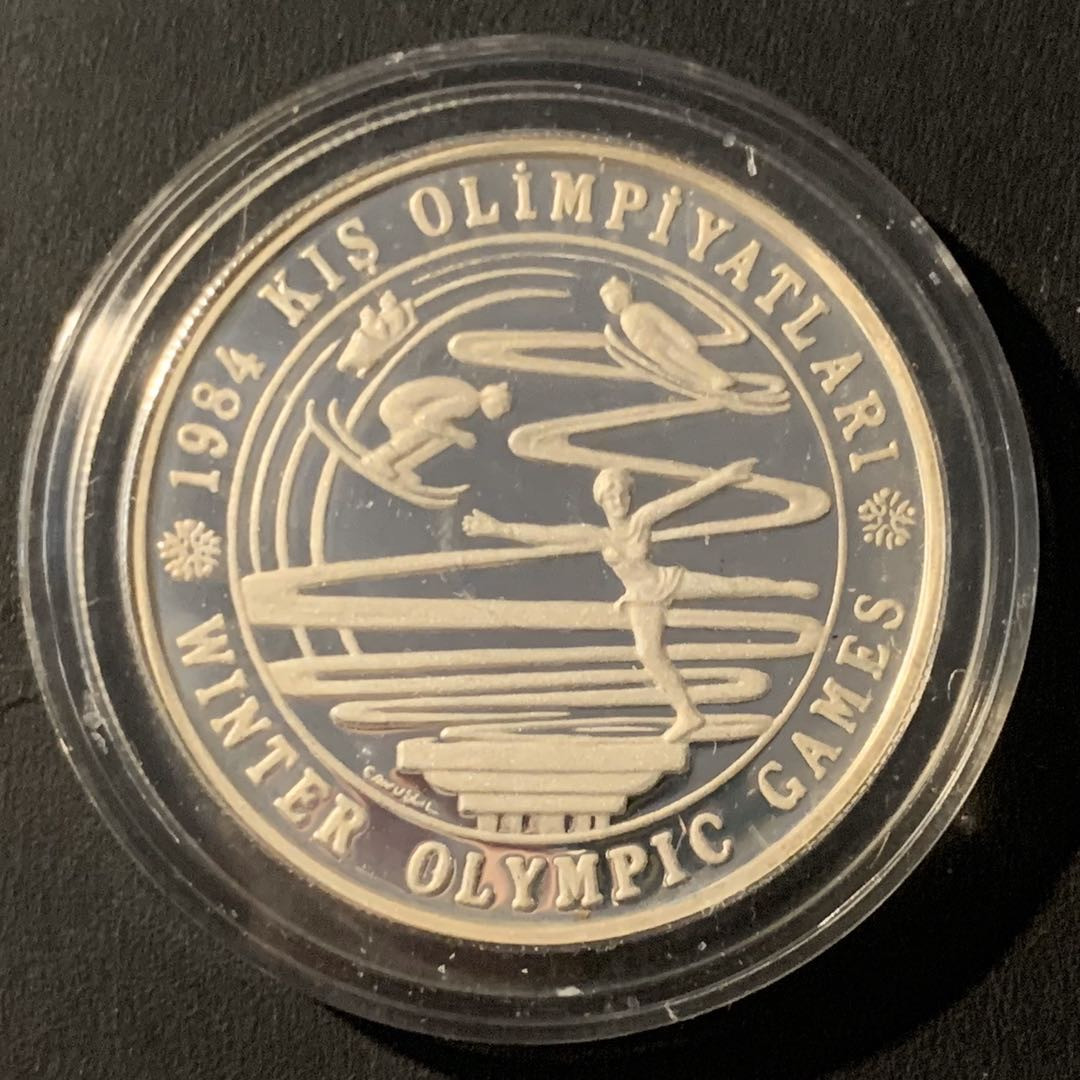 1984 KIŞ OLİMPİYATLARI
WINTER OLYMPIC GAMES